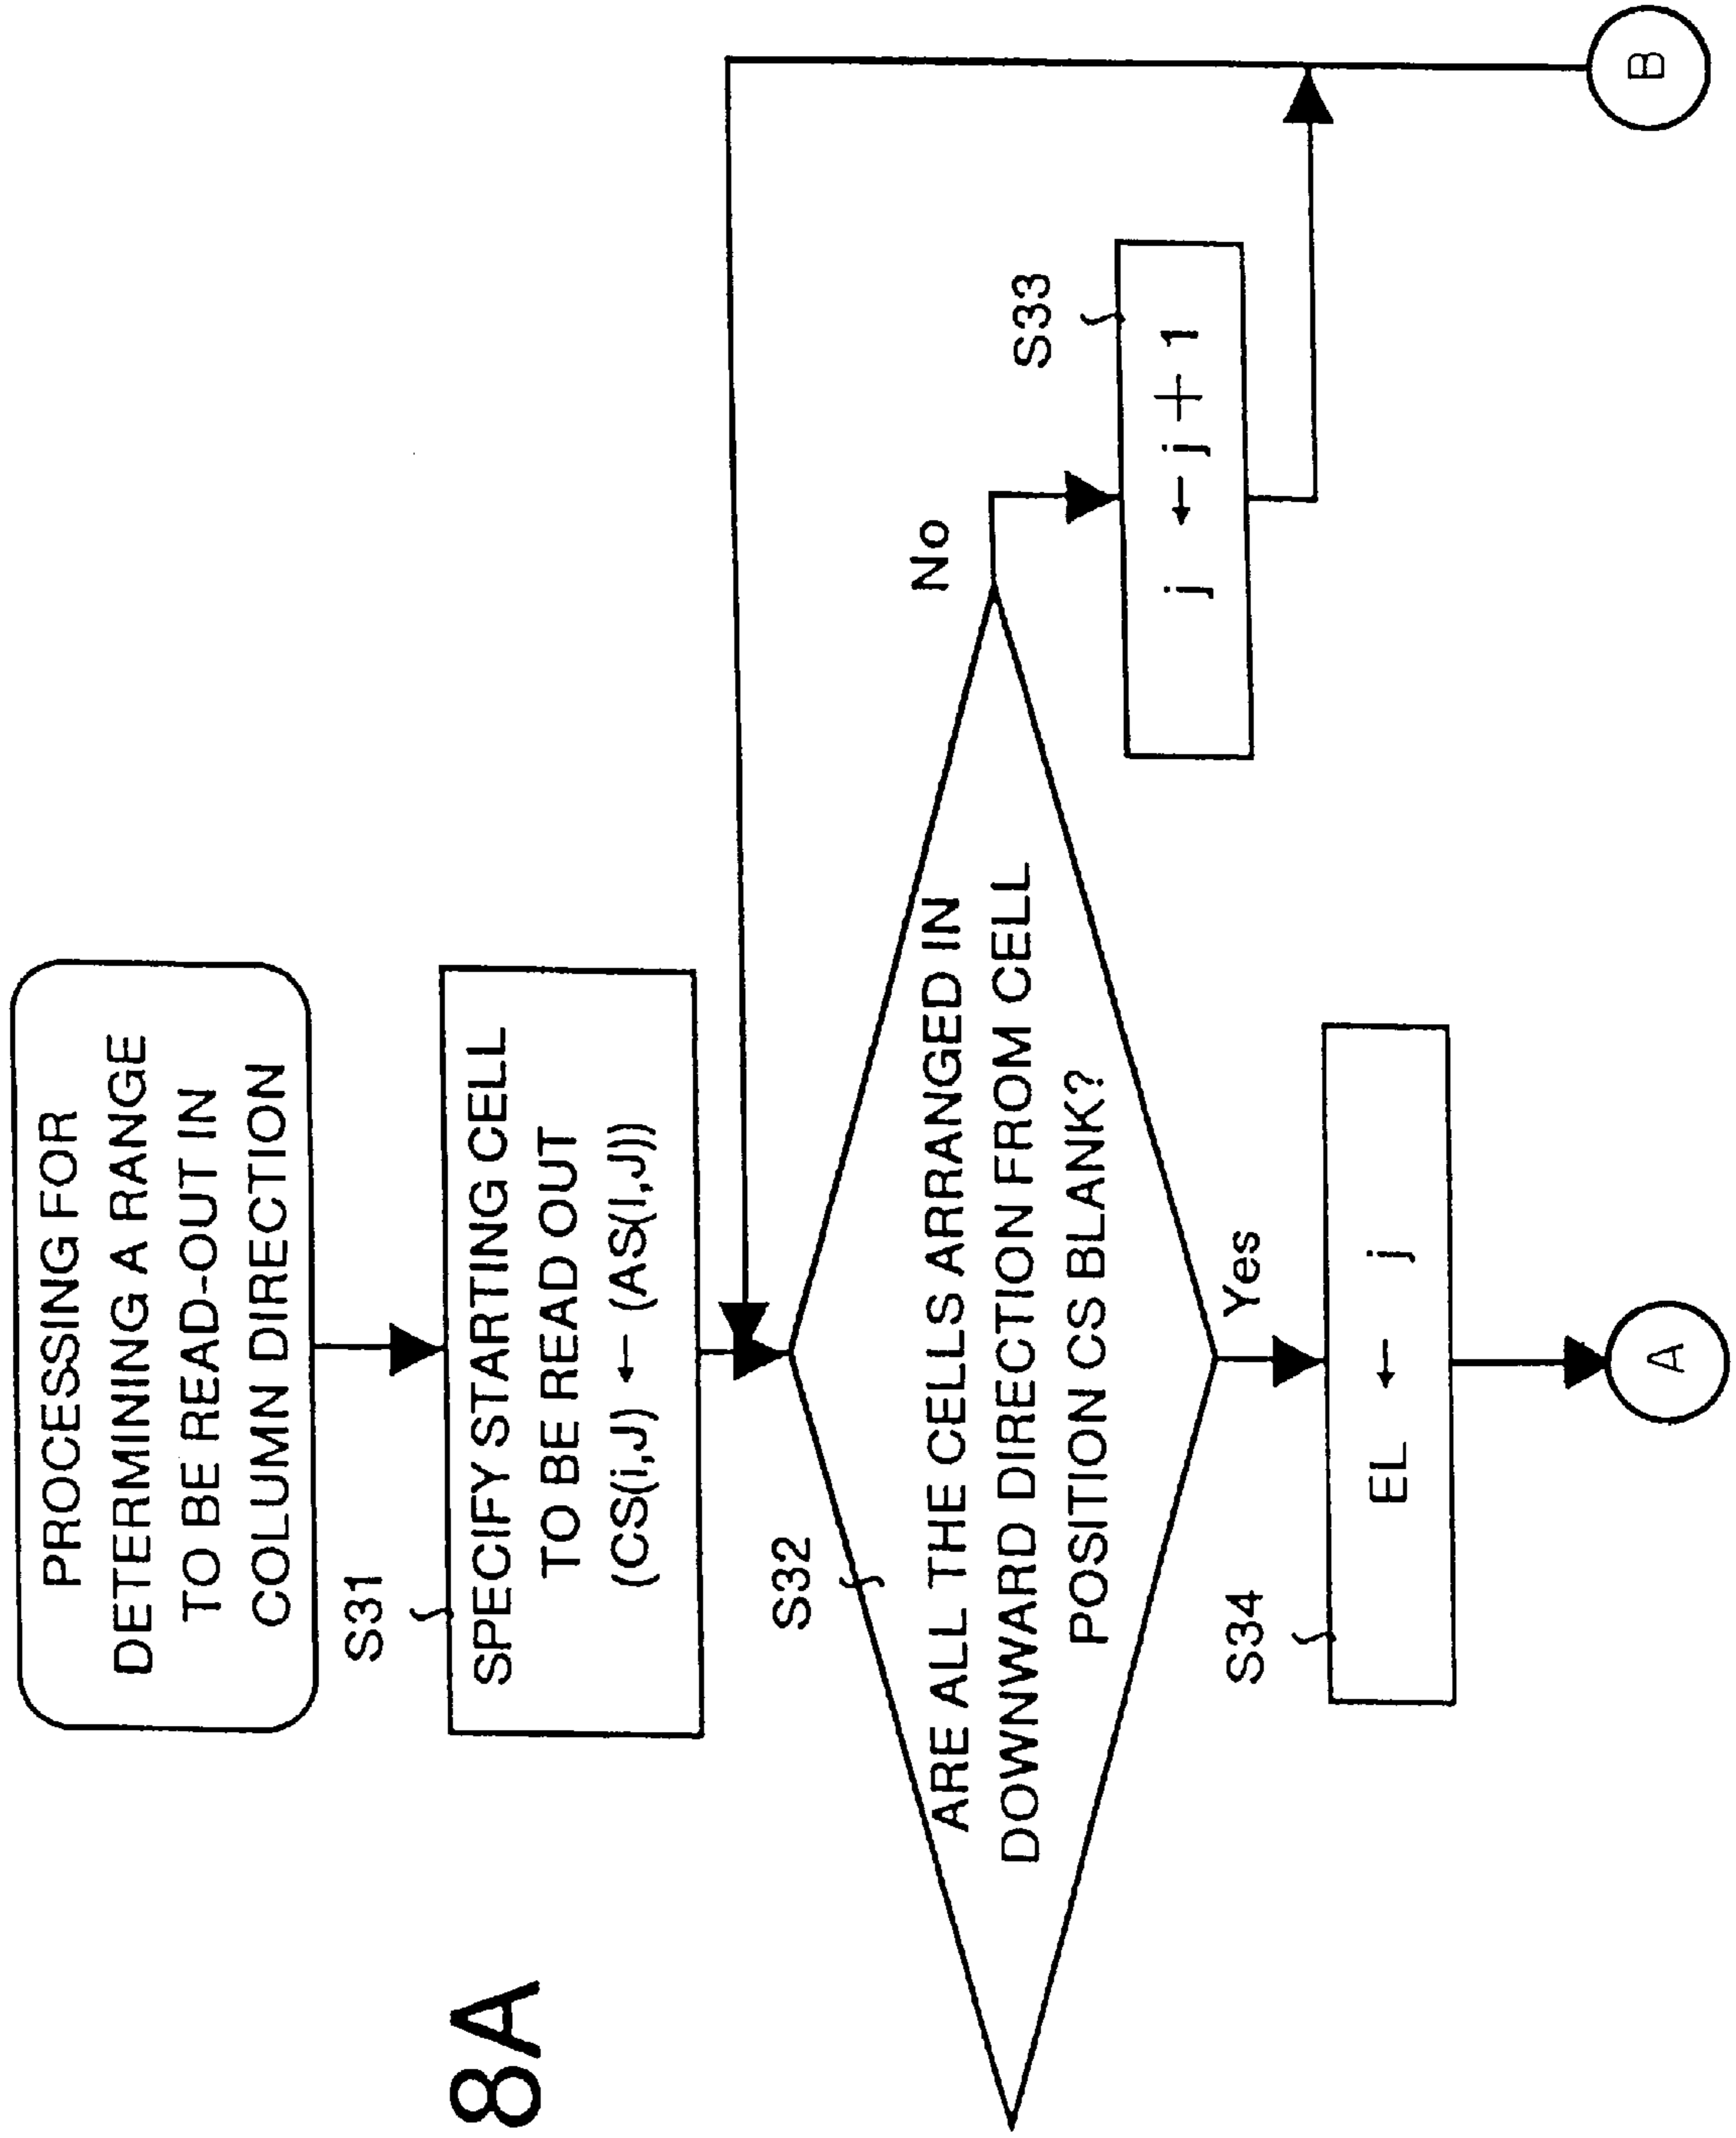 8A
PROCESSING FOR
DETERMINING A RANGE
TO BE READ-OUT IN
COLUMN DIRECTION
S31
SPECIFY STARTING CELL
TO BE READ OUT
(CS(i,J) ← (AS(I,J))
S32
ARE ALL THE CELLS ARRANGED IN
DOWNWARD DIRECTION FROM CELL
POSITION CS BLANK?
No
S33
j ← j + 1
Yes
S34
EL ← j
A
B